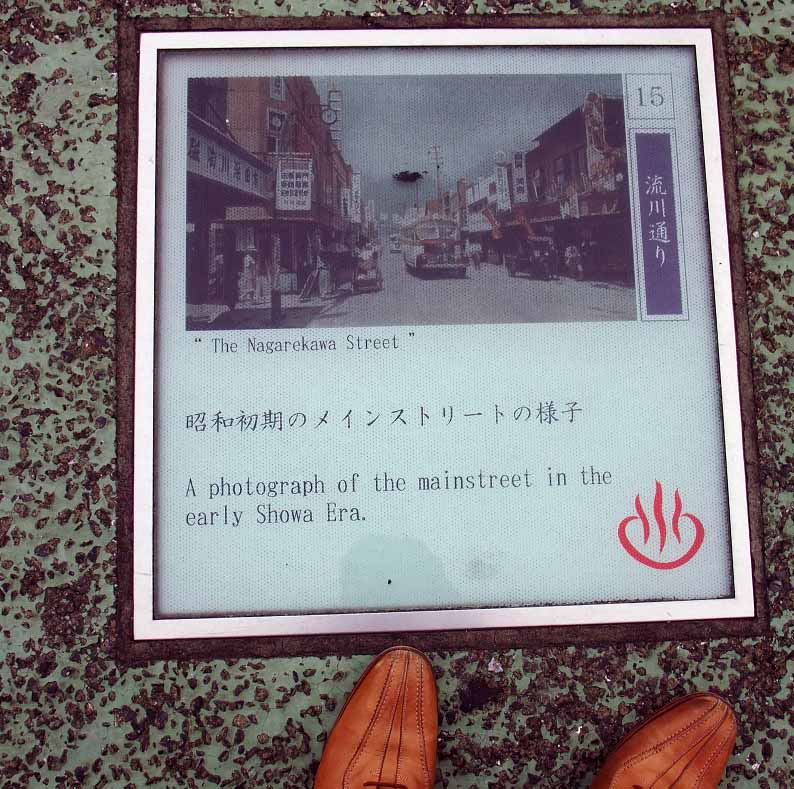 15
流川通り
“ The Nagarekawa Street ”
昭和初期のメインストリートの様子
A photograph of the mainstreet in the
early Showa Era.